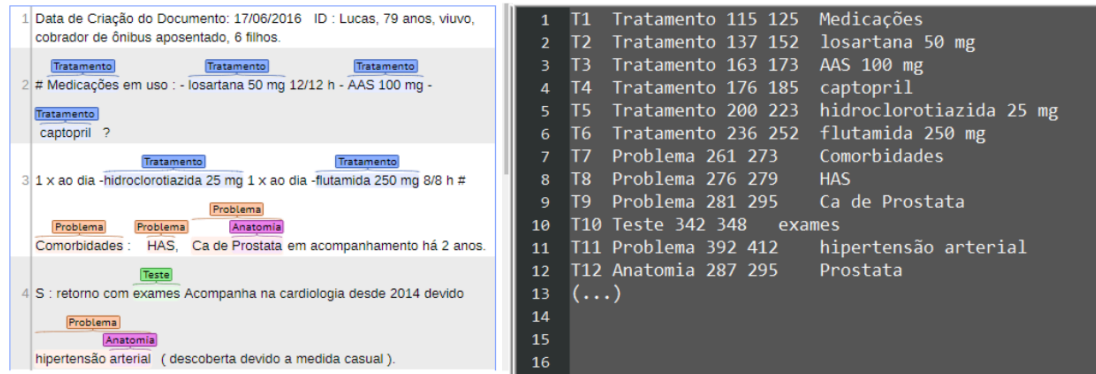 1 Data de Criação do Documento: 17/06/2016 ID : Lucas, 79 anos, viuvo,
cobrador de ônibus aposentado, 6 filhos.
Tratamento Tratamento Tratamento
2 # Medicações em uso : - losartana 50 mg 12/12 h - AAS 100 mg -
Tratamento
captopril ?
Tratamento Tratamento
3 1 x ao dia -hidroclorotiazida 25 mg 1 x ao dia -flutamida 250 mg 8/8 h #
Problema
Problema Problema Anatomia
Comorbidades : HAS, Ca de Prostata em acompanhamento há 2 anos.
Teste
4 S : retorno com exames Acompanha na cardiologia desde 2014 devido
Problema
Anatomia
hipertensão arterial ( descoberta devido a medida casual ).
1 T1 Tratamento 115 125 Medicações
2 T2 Tratamento 137 152 losartana 50 mg
3 T3 Tratamento 163 173 AAS 100 mg
4 T4 Tratamento 176 185 captopril
5 T5 Tratamento 200 223 hidroclorotiazida 25 mg
6 T6 Tratamento 236 252 flutamida 250 mg
7 T7 Problema 261 273 Comorbidades
8 T8 Problema 276 279 HAS
9 T9 Problema 281 295 Ca de Prostata
10 T10 Teste 342 348 exames
11 T11 Problema 392 412 hipertensão arterial
12 T12 Anatomia 287 295 Prostata
13 (...)
14
15
16